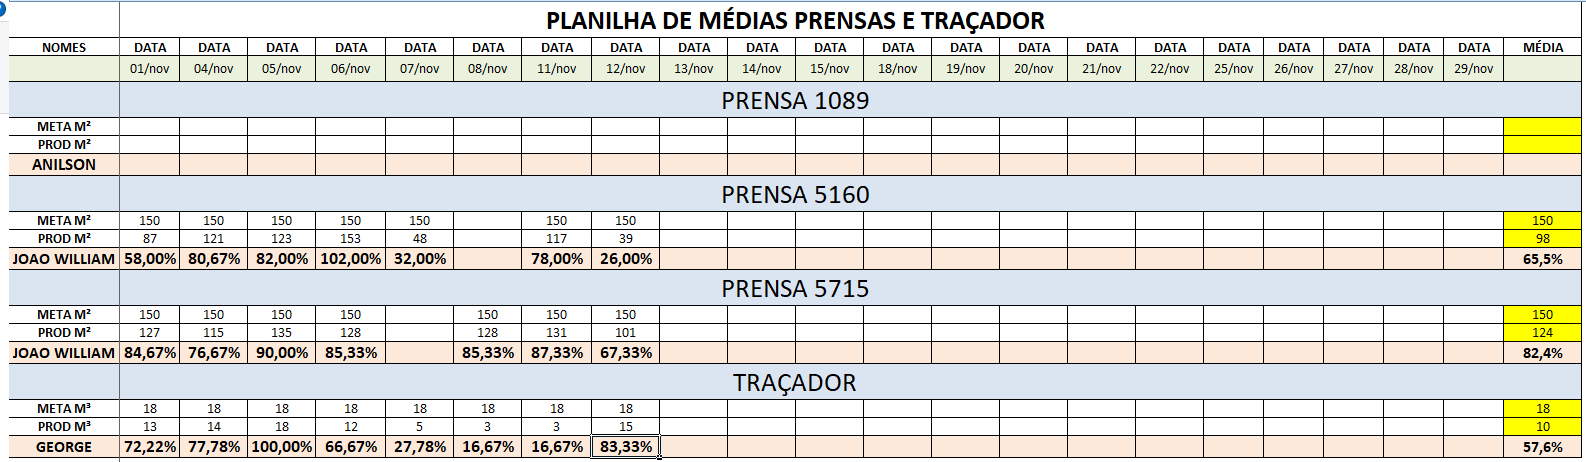 PLANILHA DE MÉDIAS PRENSAS E TRAÇADOR
NOMES DATA DATA DATA DATA DATA DATA DATA DATA DATA DATA DATA DATA DATA DATA DATA DATA DATA DATA DATA DATA MÉDIA
01/nov 04/nov 05/nov 06/nov 07/nov 08/nov 11/nov 12/nov 13/nov 14/nov 15/nov 18/nov 19/nov 20/nov 21/nov 22/nov 25/nov 26/nov 27/nov 28/nov 29/nov
PRENSA 1089
META M²
PROD M²
ANILSON
PRENSA 5160
META M² 150 150 150 150 150 150 150 150
PROD M² 87 121 123 153 48 117 39 98
JOAO WILLIAM 58,00% 80,67% 82,00% 102,00% 32,00% 78,00% 26,00% 65,5%
PRENSA 5715
META M² 150 150 150 150 150 150 150 150
PROD M² 127 115 135 128 128 131 101 124
JOAO WILLIAM 84,67% 76,67% 90,00% 85,33% 85,33% 87,33% 67,33% 82,4%
TRAÇADOR
META M³ 18 18 18 18 18 18 18 18 18
PROD M³ 13 14 18 12 5 3 3 15 10
GEORGE 72,22% 77,78% 100,00% 66,67% 27,78% 16,67% 16,67% 83,33% 57,6%